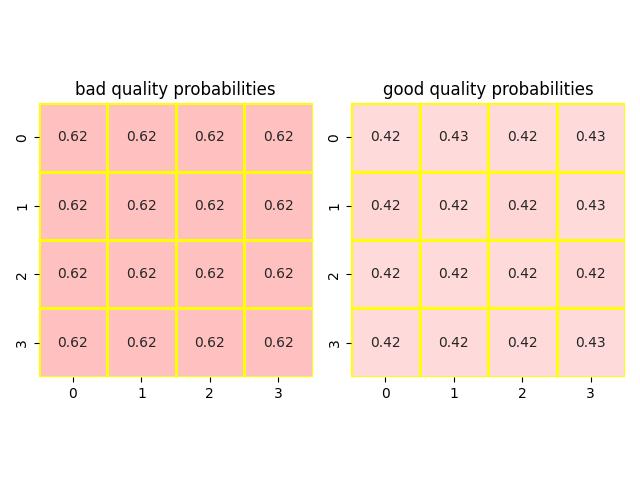 bad quality probabilities good quality probabilities
0 0.62 0.62 0.62 0.62 0 0.42 0.43 0.42 0.43
1 0.62 0.62 0.62 0.62 1 0.42 0.42 0.42 0.43
2 0.62 0.62 0.62 0.62 2 0.42 0.42 0.42 0.42
3 0.62 0.62 0.62 0.62 3 0.42 0.42 0.42 0.43
0 1 2 3 0 1 2 3